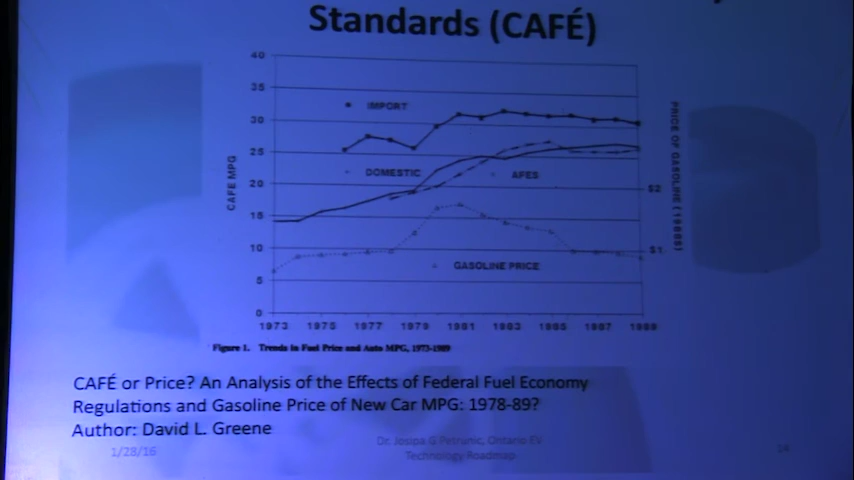 Standards (CAFÉ)
40
35
30
25
20
15
10
5
0
CAFE MPG
IMPORT
DOMESTIC
AFES
GASOLINE PRICE
$2
$1
PRICE OF GASOLINE
1973 1975 1977 1979 1981 1983 1985 1987 1989
Figure 1. Trends in Fuel Price and Auto MPG, 1973-1989
CAFÉ or Price? An Analysis of the Effects of Federal Fuel Economy
Regulations and Gasoline Price of New Car MPG: 1978-89?
Author: David L. Greene
1/28/16
Dr. Josipa G Petrunic, Ontario EV
Technology Roadmap
14